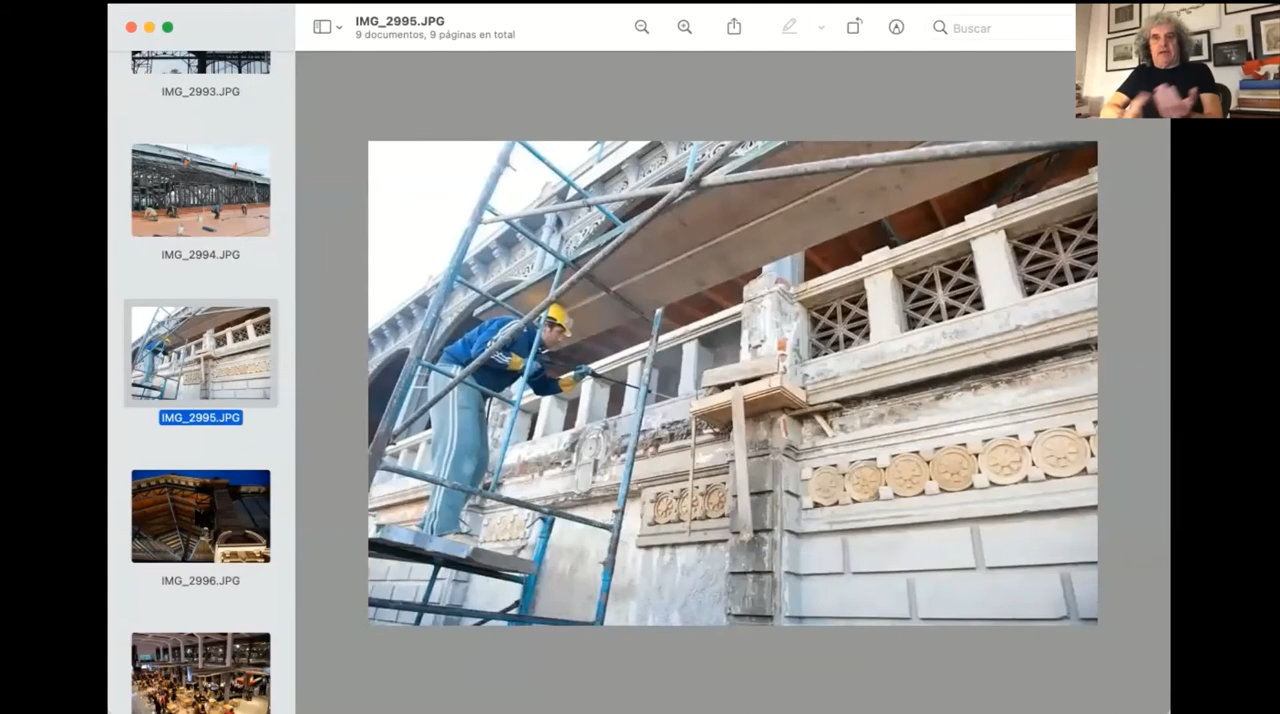 IMG_2995.JPG
9 documentos, 9 páginas en total
Buscar
IMG_2993.JPG
IMG_2994.JPG
IMG_2995.JPG
IMG_2996.JPG